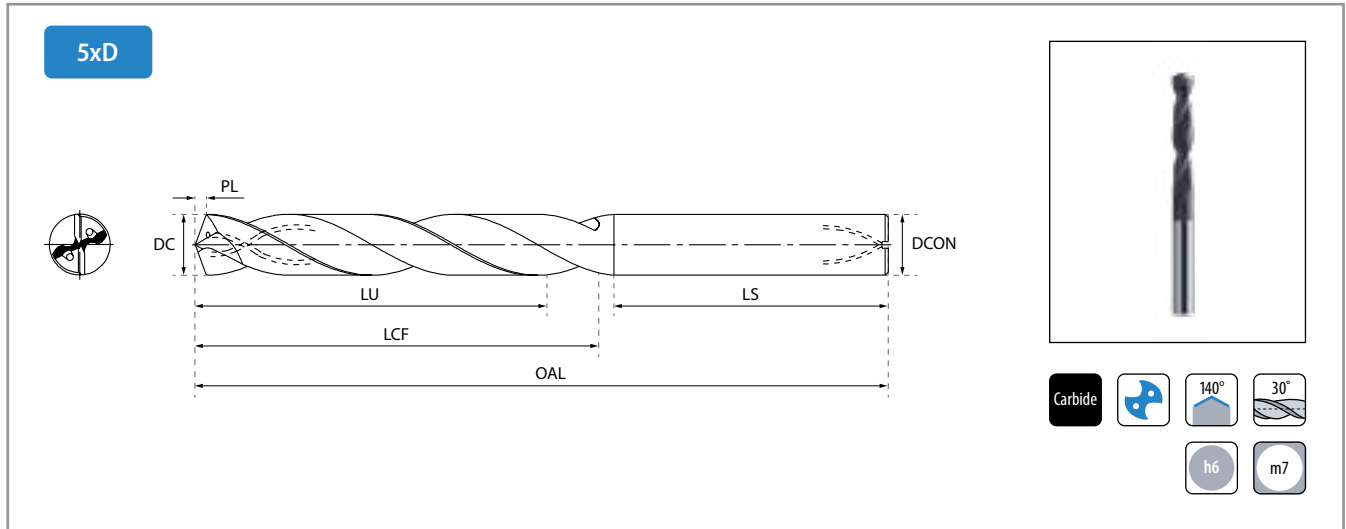 5xD
PL
DC
DCON
LU
LS
LCF
OAL
Carbide
140°
30°
h6
m7